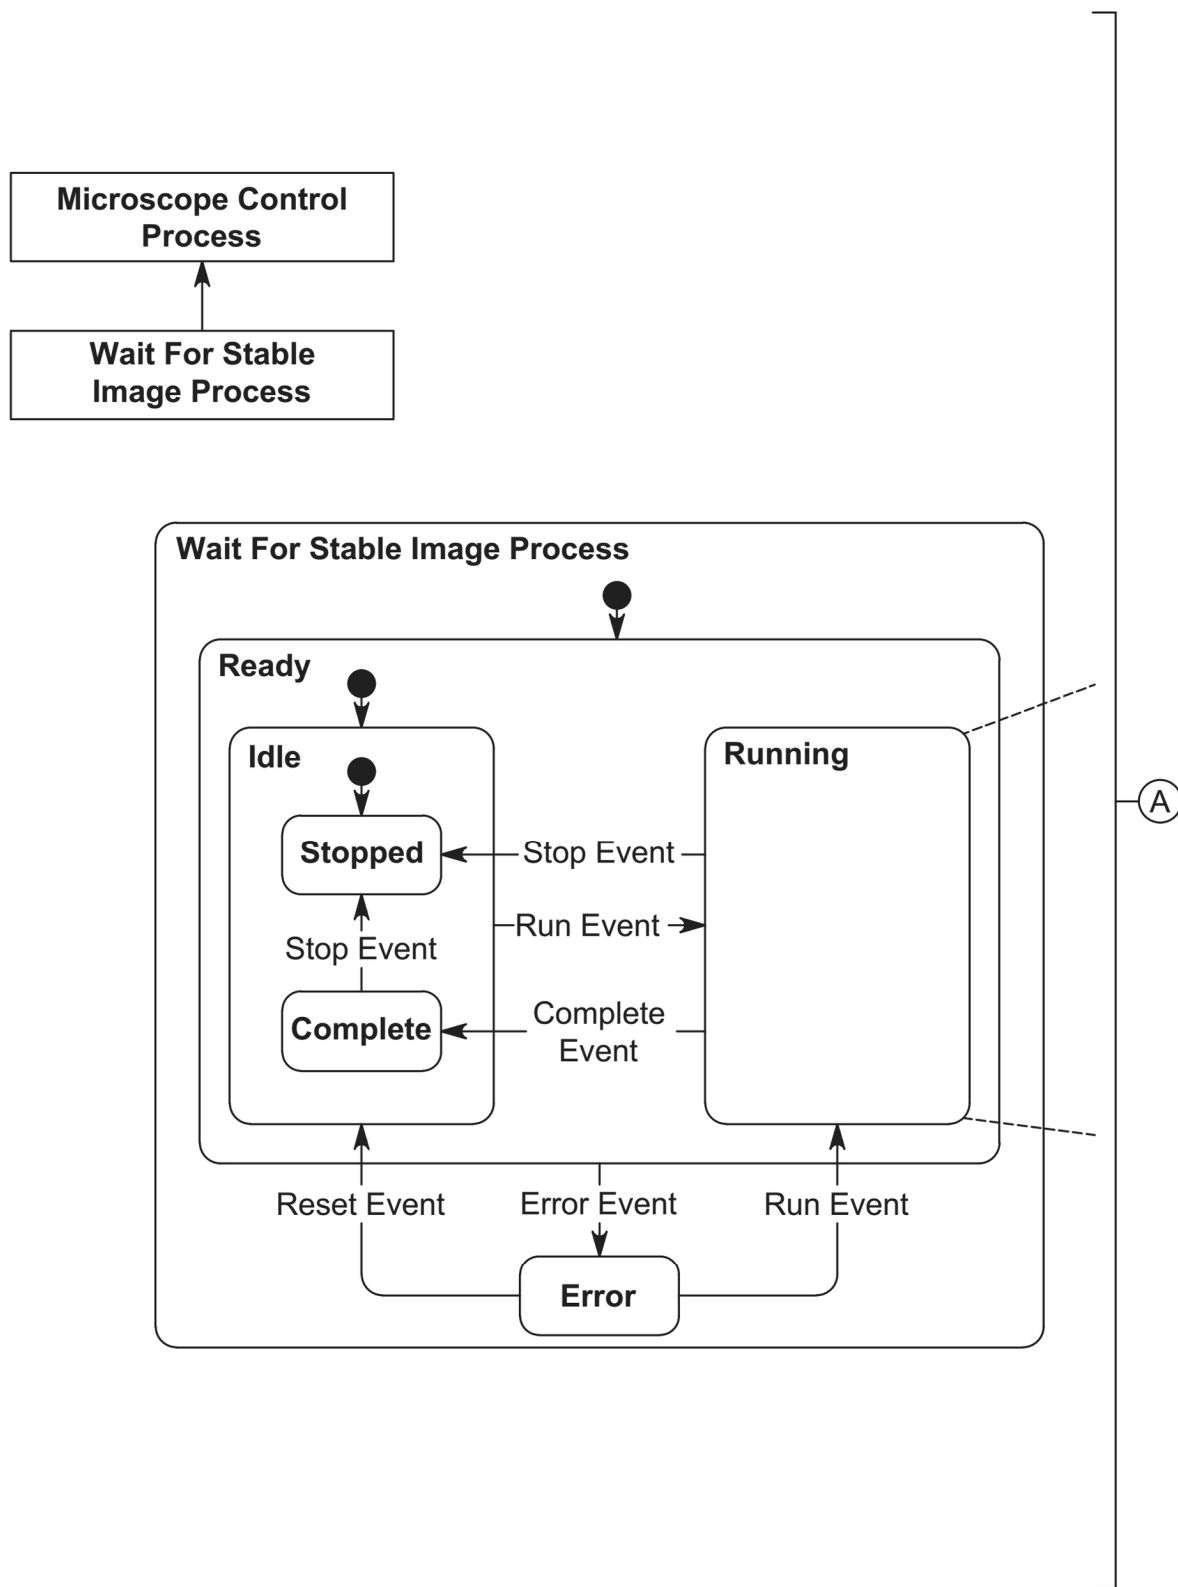 Microscope Control
Process
Wait For Stable
Image Process
Wait For Stable Image Process
Ready
Idle
Running
Stopped
Stop Event
Run Event
Stop Event
Complete
Complete
Event
Reset Event
Error Event
Run Event
Error
A